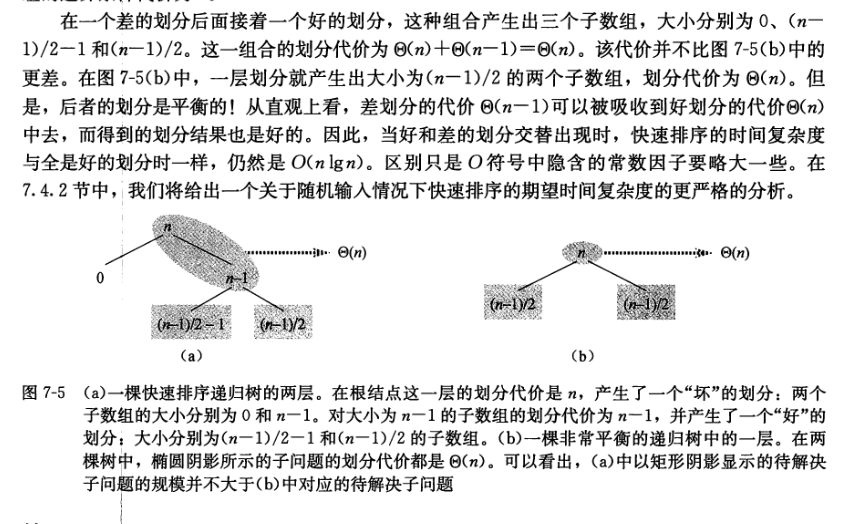 在一个差的划分后面接着一个好的划分，这种组合产生出三个子数组，大小分别为0、(n－
1)/2－1和(n－1)/2。这一组合的划分代价为Θ(n)＋Θ(n－1)＝Θ(n)。该代价并不比图7-5(b)中的
更差。在图7-5(b)中，一层划分就产生出大小为(n－1)/2的两个子数组，划分代价为Θ(n)。但
是，后者的划分是平衡的！从直观上看，差划分的代价Θ(n－1)可以被吸收到好划分的代价Θ(n)
中去，而得到的划分结果也是好的。因此，当好和差的划分交替出现时，快速排序的时间复杂度
与全是好的划分时一样，仍然是O(n lg n)。区别只是O符号中隐含的常数因子要略大一些。在
7.4.2节中，我们将给出一个关于随机输入情况下快速排序的期望时间复杂度的更严格的分析。
n
Θ(n)
0
n－1
(n－1)/2－1
(n－1)/2
(a)
n
Θ(n)
(n－1)/2
(n－1)/2
(b)
图7-5 (a)一棵快速排序递归树的两层。在根结点这一层的划分代价是n，产生了一个“坏”的划分：两个
子数组的大小分别为0和n－1。对大小为n－1的子数组的划分代价为n－1，并产生了一个“好”的
划分：大小分别为(n－1)/2－1和(n－1)/2的子数组。(b)一棵非常平衡的递归树中的一层。在两
棵树中，椭圆阴影所示的子问题的划分代价都是Θ(n)。可以看出，(a)中以矩形阴影显示的待解决
子问题的规模并不大于(b)中对应的待解决子问题